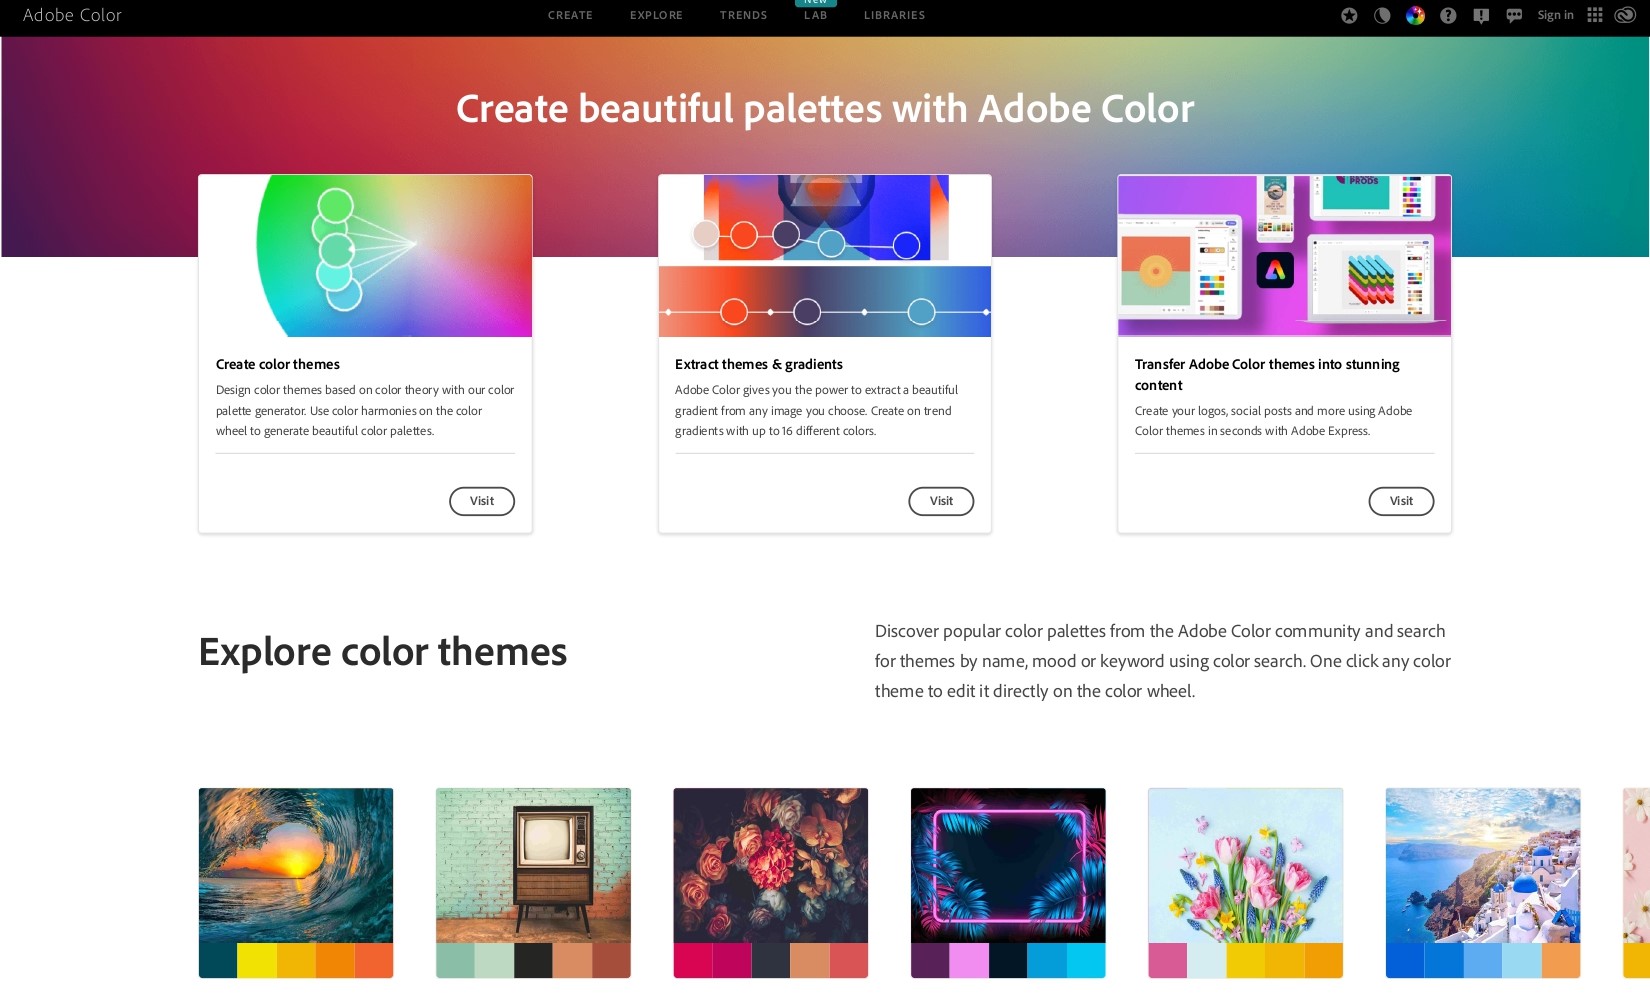 Adobe Color
CREATE
EXPLORE
TRENDS
New
LAB
LIBRARIES
Sign in
Create beautiful palettes with Adobe Color
Create color themes
Design color themes based on color theory with our color
palette generator. Use color harmonies on the color
wheel to generate beautiful color palettes.
Visit
Extract themes & gradients
Adobe Color gives you the power to extract a beautiful
gradient from any image you choose. Create on trend
gradients with up to 16 different colors.
Visit
PRODS
Transfer Adobe Color themes into stunning
content
Create your logos, social posts and more using Adobe
Color themes in seconds with Adobe Express.
Visit
Explore color themes
Discover popular color palettes from the Adobe Color community and search
for themes by name, mood or keyword using color search. One click any color
theme to edit it directly on the color wheel.